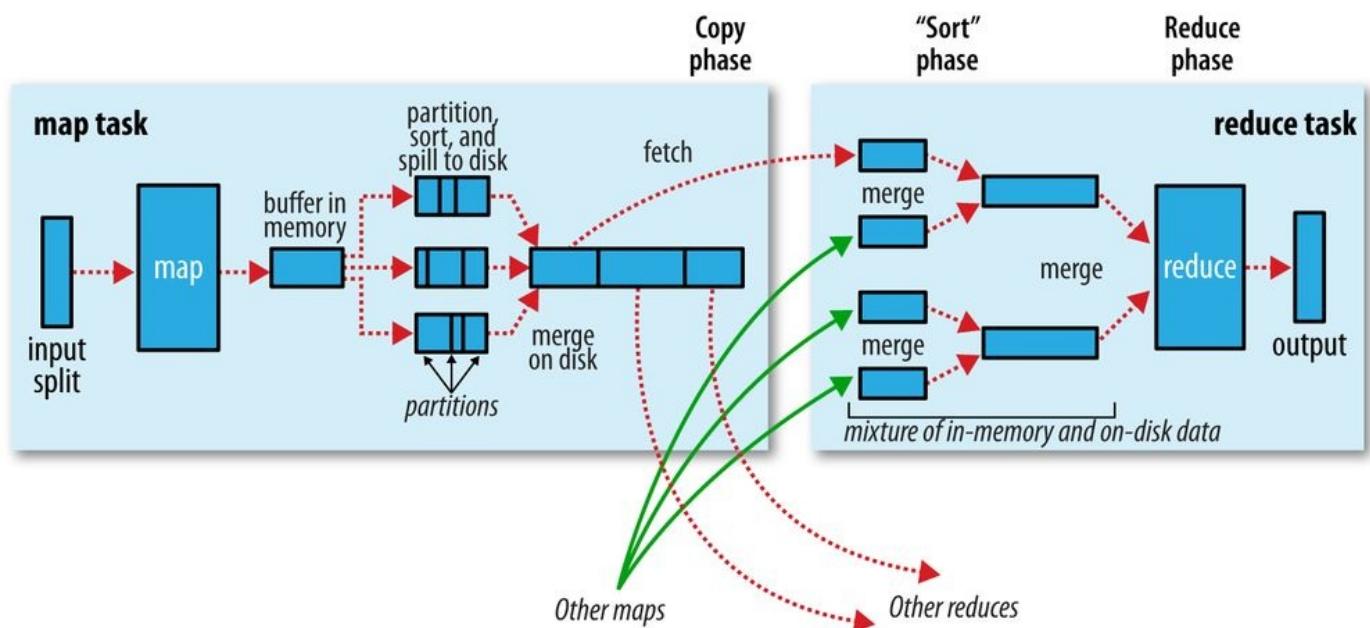 Copy
phase
“Sort”
phase
Reduce
phase
map task
partition,
sort, and
spill to disk
fetch
reduce task
buffer in
memory
merge
map
merge
reduce
input
split
merge
on disk
merge
output
partitions
mixture of in-memory and on-disk data
Other maps
Other reduces